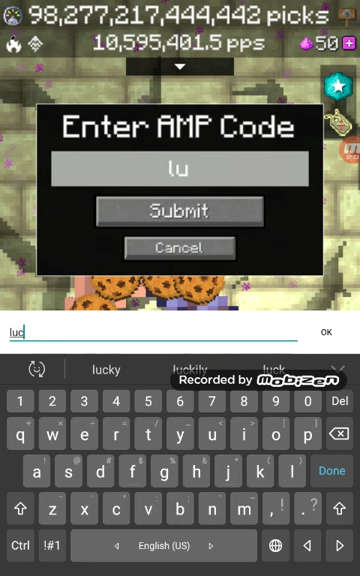 98,277,217,444,442 picks
10,595,401.5 pps
50 +
Enter AMP Code
lu
Submit
Cancel
luc
OK
lucky luckily luck
Recorded by mobizen
1 2 3 4 5 6 7 8 9 0 Del
q w e r t y u i o p
a s d f g h j k l Done
z x c v b n m , ! . ?
Ctrl !#1 English (US)